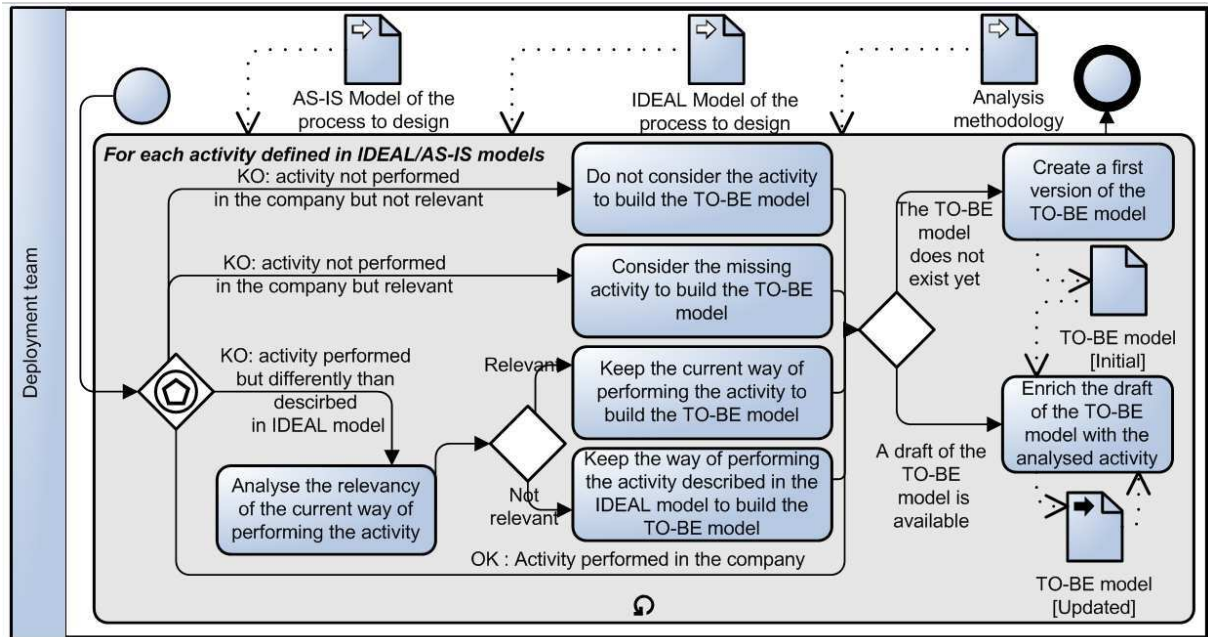 Deployment team
AS-IS Model of the
process to design
IDEAL Model of the
process to design
Analysis
methodology
For each activity defined in IDEAL/AS-IS models
KO: activity not performed
in the company but not relevant
Do not consider the activity
to build the TO-BE model
Create a first
version of the
TO-BE model
The TO-BE
model
does not
exist yet
KO: activity not performed
in the company but relevant
Consider the missing
activity to build the TO-BE
model
TO-BE model
[Initial]
KO: activity performed
but differently than
descirbed
in IDEAL model
Relevant
Keep the current way of
performing the activity to
build the TO-BE model
Enrich the draft
of the TO-BE
model with the
analysed activity
Analyse the relevancy
of the current way of
performing the activity
Not
relevant
Keep the way of performing
the activity described in the
IDEAL model to build the
TO-BE model
A draft of the
TO-BE
model is
available
OK : Activity performed in the company
TO-BE model
[Updated]